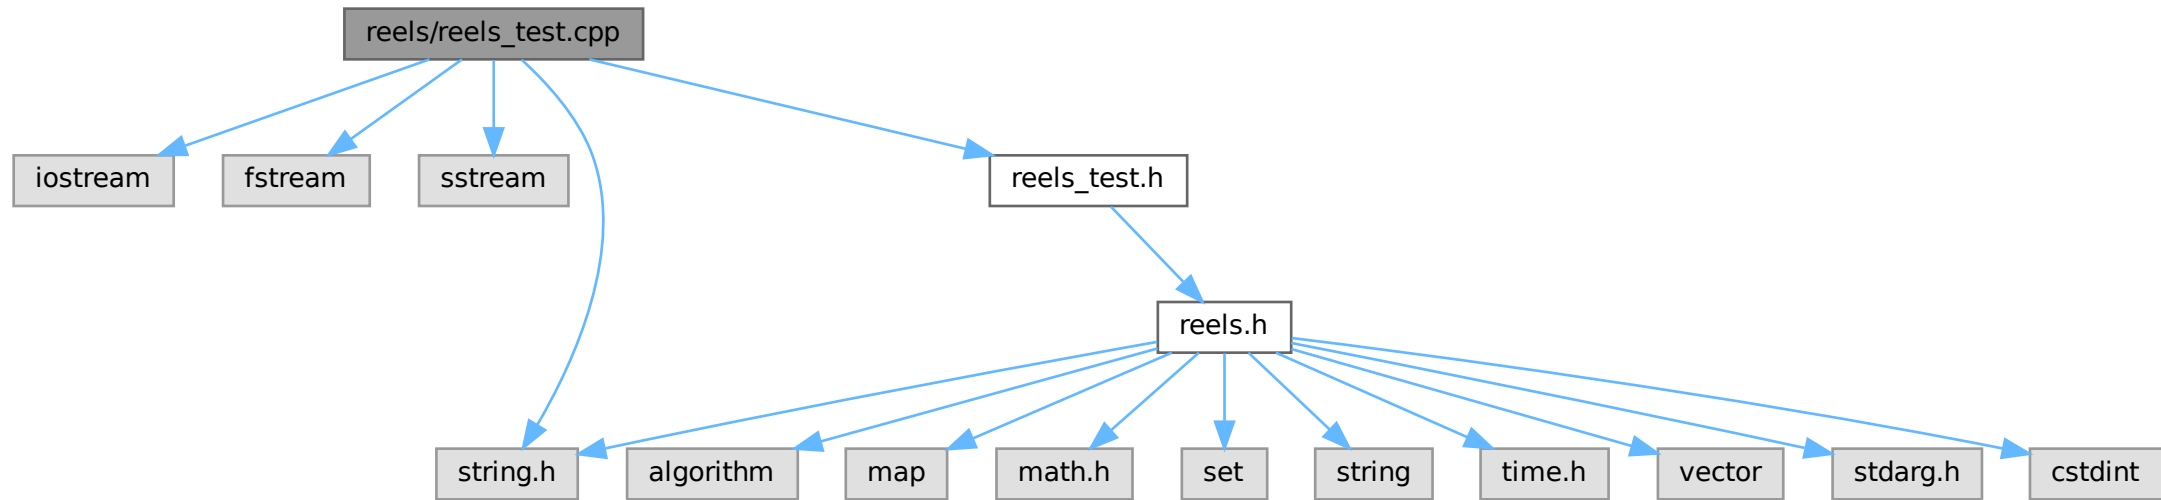 reels/reels_test.cpp
iostream
fstream
sstream
reels_test.h
reels.h
string.h
algorithm
map
math.h
set
string
time.h
vector
stdarg.h
cstdint